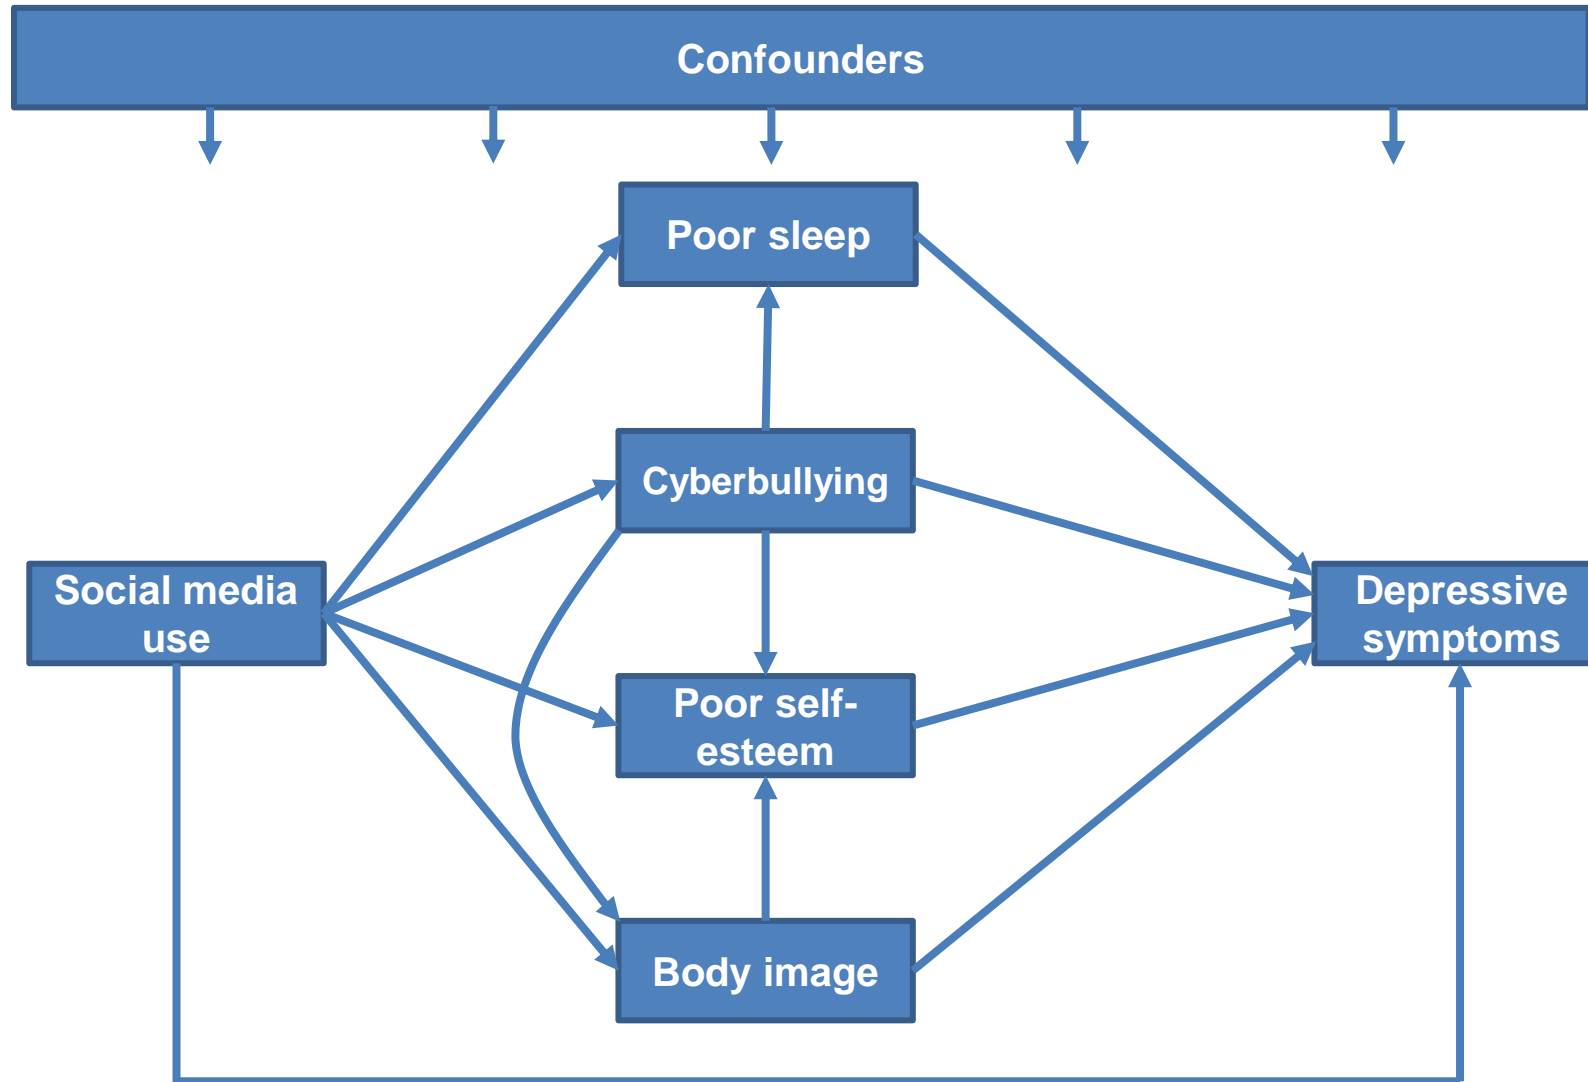 Confounders
Poor sleep
Cyberbullying
Social media
use
Depressive
symptoms
Poor self-
esteem
Body image